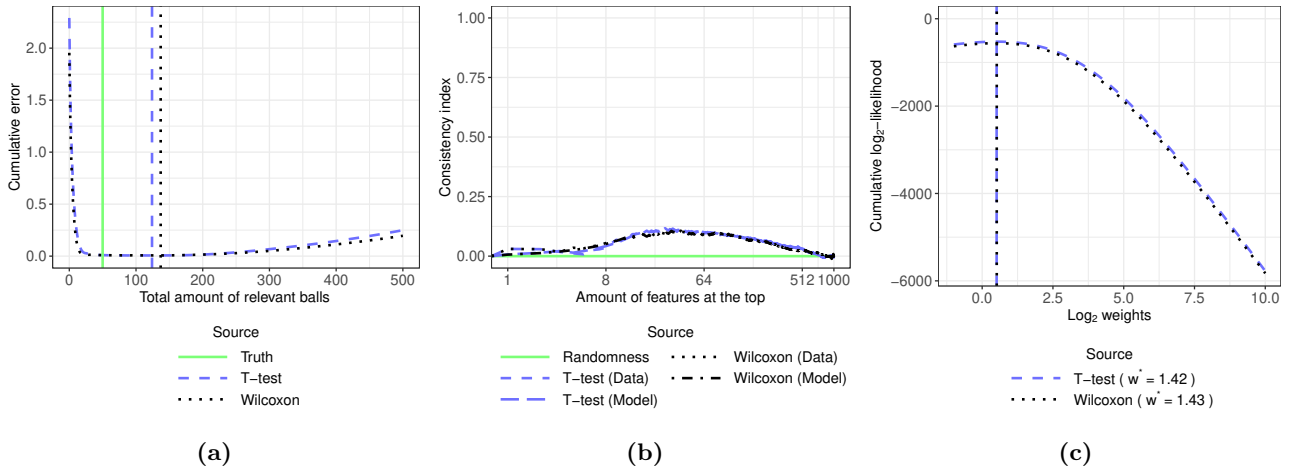 Cumulative error
2.0
1.5
1.0
0.5
0.0
0 100 200 300 400 500
Total amount of relevant balls
Source
Truth
T−test
Wilcoxon
(a)
Consistency index
1.00
0.75
0.50
0.25
0.00
1 8 64 512 1000
Amount of features at the top
Source
Randomness
T−test (Data)
T−test (Model)
Wilcoxon (Data)
Wilcoxon (Model)
(b)
Cumulative log₂−likelihood
0
−2000
−4000
−6000
0.0 2.5 5.0 7.5 10.0
Log₂ weights
Source
T−test ( w* = 1.42 )
Wilcoxon ( w* = 1.43 )
(c)